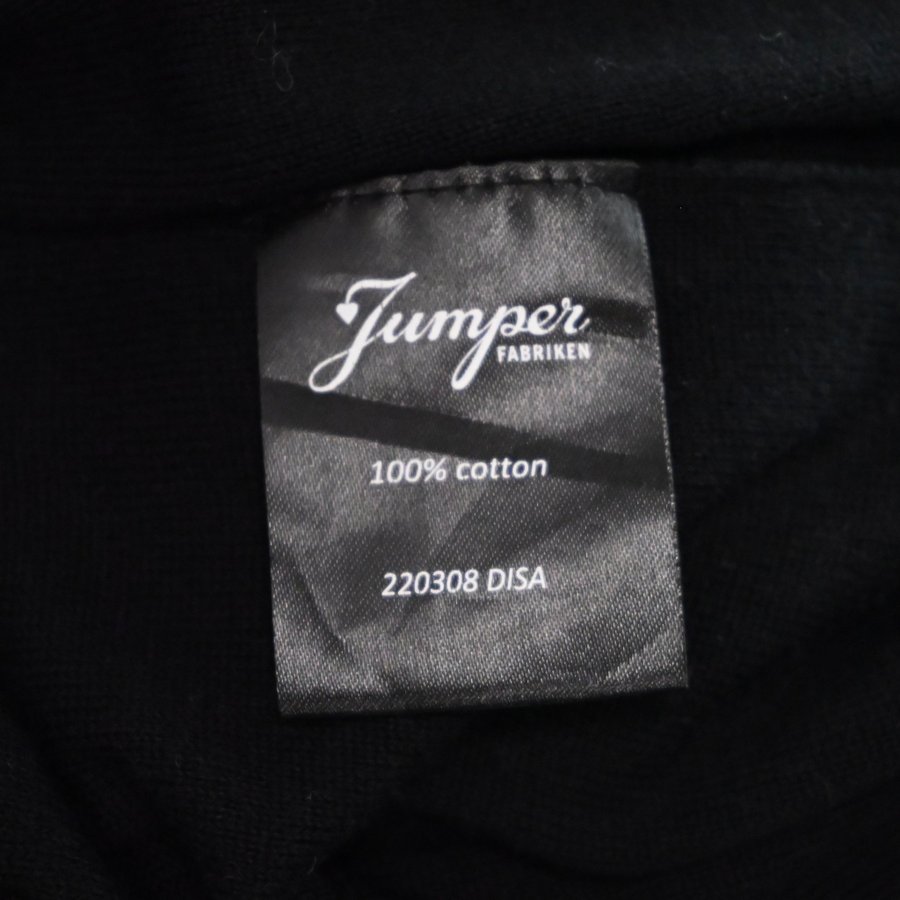 Jumper
FABRIKEN
100% cotton
220308 DISA